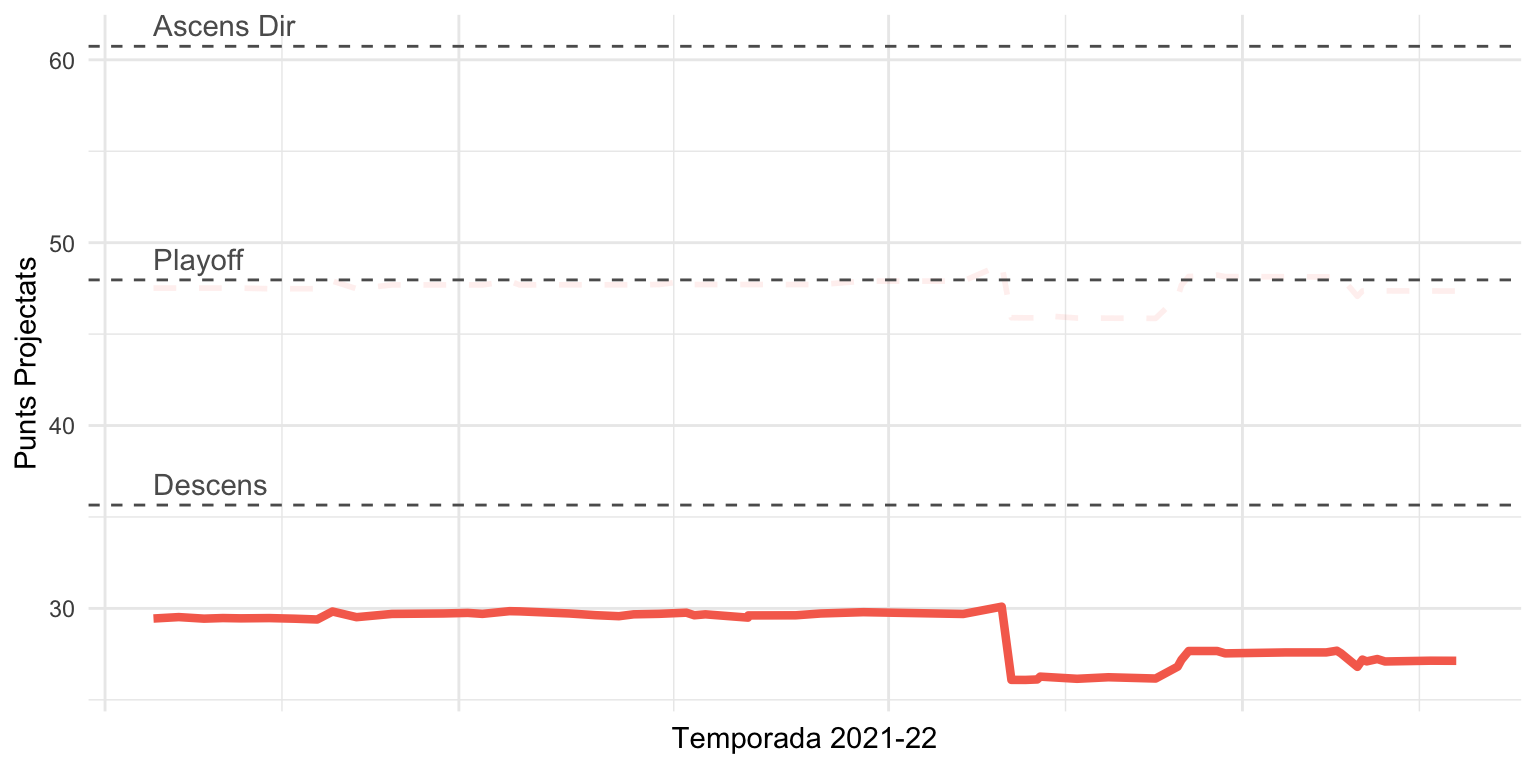 Ascens Dir
60
50
Playoff
40
Descens
30
Punts Projectats
Temporada 2021-22